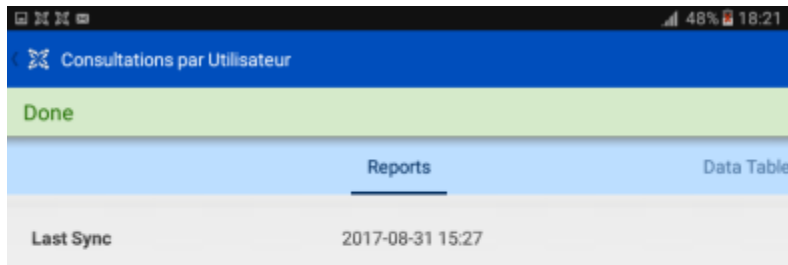 48% 18:21
Consultations par Utilisateur
Done
Reports Data Table
Last Sync 2017-08-31 15:27